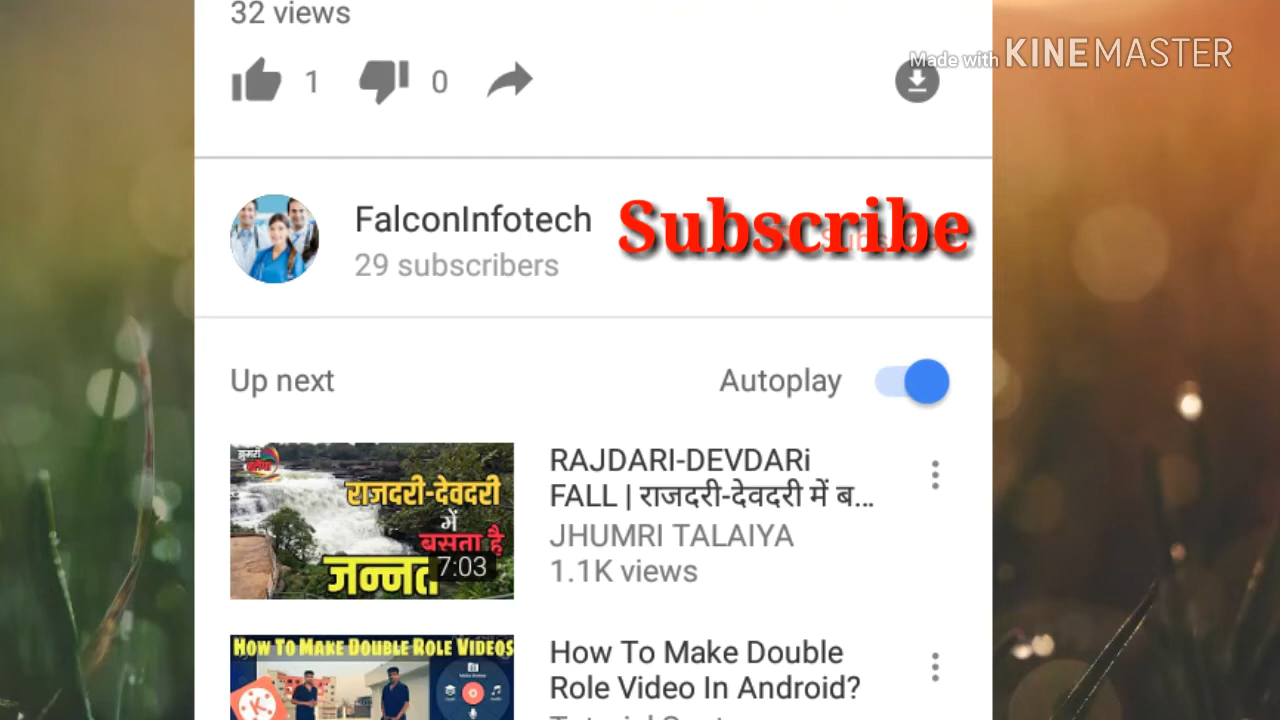 32 views
Made with KINEMASTER
1 0
FalconInfotech
Subscribe
29 subscribers
Up next
Autoplay
झुमरी
तलैया
राजदरी-देवदरी
में
बसता है
जन्नत
7:03
RAJDARI-DEVDARi
FALL | राजदरी-देवदरी में ब...
JHUMRI TALAIYA
1.1K views
HOW TO MAKE DOUBLE ROLE VIDEOS
How To Make Double
Role Video In Android?